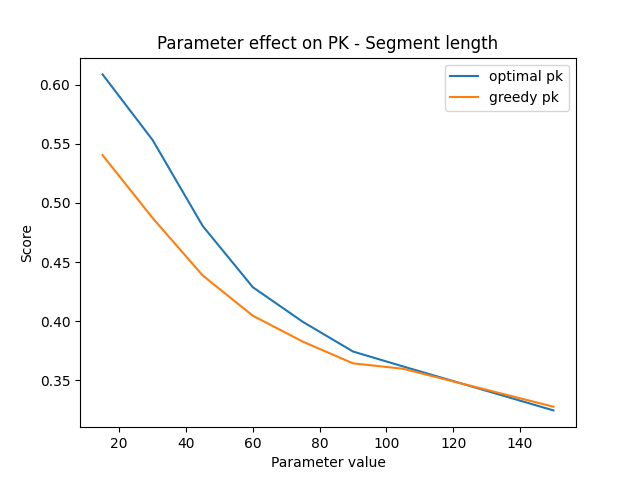 Parameter effect on PK - Segment length
optimal pk
greedy pk
0.60
0.55
0.50
0.45
0.40
0.35
Score
20
40
60
80
100
120
140
Parameter value